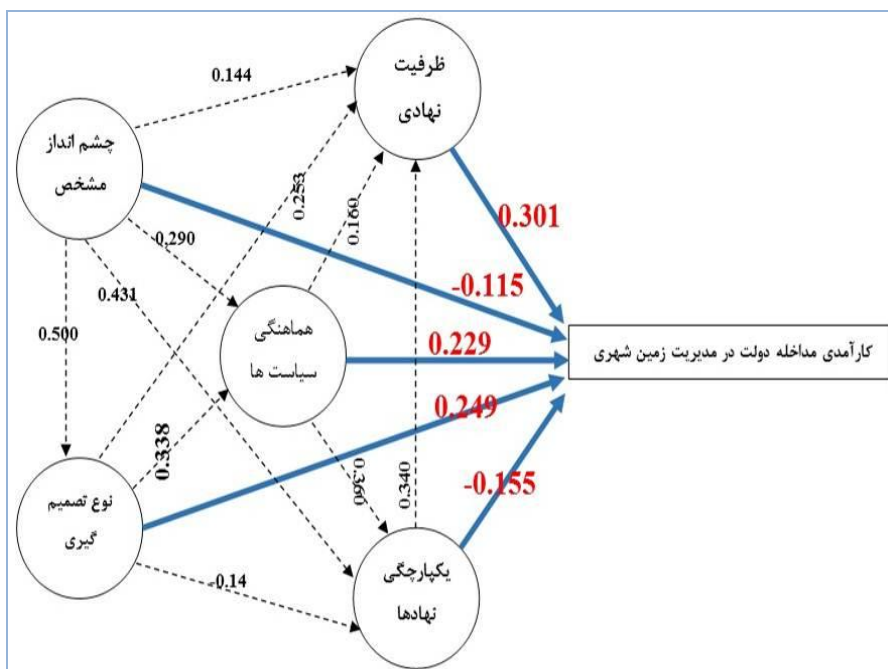 ظرفیت
نهادی
0.144
چشم انداز
مشخص
0.253
0.160
0.301
-0.115
0.290
0.431
0.500
هماهنگی
سیاست ها
0.229
کارآمدی مداخله دولت در مدیریت زمین شهری
0.249
0.338
0.360
0.340
-0.155
نوع تصمیم
گیری
-0.14
یکپارچگی
نهادها